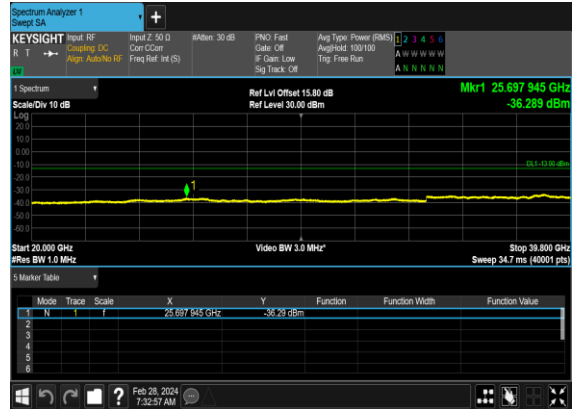 Spectrum Analyzer 1
Swept SA
+
KEYSIGHT Input: RF Input Z: 50 Ω #Atten: 30 dB PNO: Fast Avg Type: Power (RMS) 1 2 3 4 5 6
R T Coupling: DC Corr CCorr Gate: Off Avg|Hold: 100/100 A W W W W W
Align: Auto/No RF Freq Ref: Int (S) IF Gain: Low Trig: Free Run
Sig Track: Off A N N N N N
1 Spectrum Ref Lvl Offset 15.80 dB Mkr1 25.697 945 GHz
Scale/Div 10 dB Ref Level 30.00 dBm -36.289 dBm
Log
20.0
10.0
0.00
-10.0 DL1 -13.00 dBm
-20.0
-30.0 1
-40.0
-50.0
-60.0
Start 20.000 GHz Video BW 3.0 MHz* Stop 39.800 GHz
#Res BW 1.0 MHz Sweep 34.7 ms (40001 pts)
5 Marker Table
Mode Trace Scale X Y Function Function Width Function Value
1 N 1 f 25.697 945 GHz -36.29 dBm
2
3
4
5
6
? Feb 28, 2024
7:32:57 AM